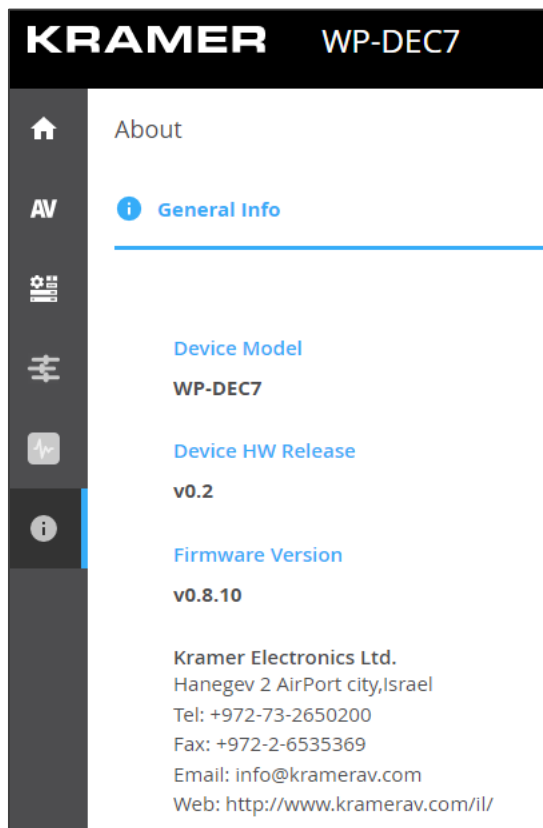 KRAMER WP-DEC7
About
AV
General Info
Device Model
WP-DEC7
Device HW Release
v0.2
Firmware Version
v0.8.10
Kramer Electronics Ltd.
Hanegev 2 AirPort city,Israel
Tel: +972-73-2650200
Fax: +972-2-6535369
Email: info@kramerav.com
Web: http://www.kramerav.com/il/